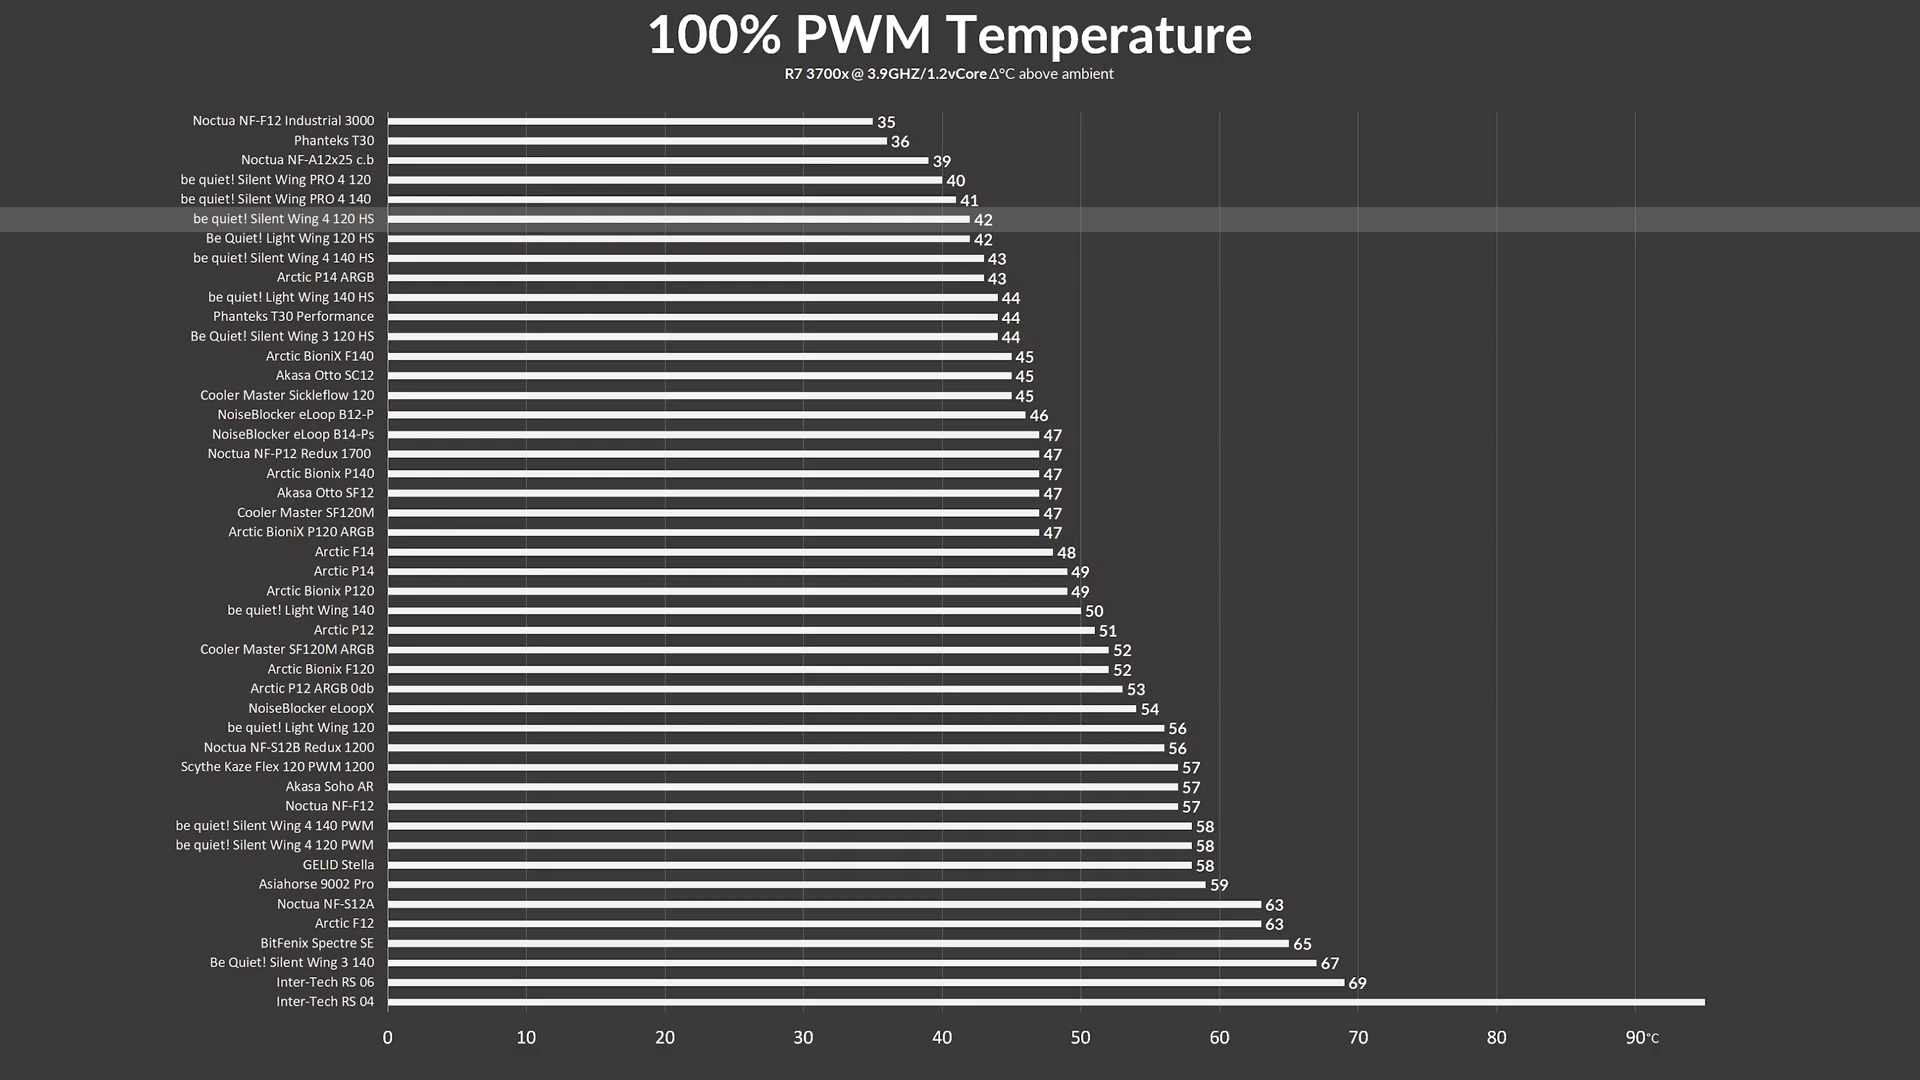 100% PWM Temperature
R7 3700x @ 3.9GHZ/1.2vCore Δ°C above ambient
Noctua NF-F12 Industrial 3000 35
Phanteks T30 36
Noctua NF-A12x25 c.b 39
be quiet! Silent Wing PRO 4 120 40
be quiet! Silent Wing PRO 4 140 41
be quiet! Silent Wing 4 120 HS 42
Be Quiet! Light Wing 120 HS 42
be quiet! Silent Wing 4 140 HS 43
Arctic P14 ARGB 43
be quiet! Light Wing 140 HS 44
Phanteks T30 Performance 44
Be Quiet! Silent Wing 3 120 HS 44
Arctic BioniX F140 45
Akasa Otto SC12 45
Cooler Master Sickleflow 120 45
NoiseBlocker eLoop B12-P 46
NoiseBlocker eLoop B14-Ps 47
Noctua NF-P12 Redux 1700 47
Arctic Bionix P140 47
Akasa Otto SF12 47
Cooler Master SF120M 47
Arctic BioniX P120 ARGB 47
Arctic F14 48
Arctic P14 49
Arctic Bionix P120 49
be quiet! Light Wing 140 50
Arctic P12 51
Cooler Master SF120M ARGB 52
Arctic Bionix F120 52
Arctic P12 ARGB 0db 53
NoiseBlocker eLoopX 54
be quiet! Light Wing 120 56
Noctua NF-S12B Redux 1200 56
Scythe Kaze Flex 120 PWM 1200 57
Akasa Soho AR 57
Noctua NF-F12 57
be quiet! Silent Wing 4 140 PWM 58
be quiet! Silent Wing 4 120 PWM 58
GELID Stella 58
Asiahorse 9002 Pro 59
Noctua NF-S12A 63
Arctic F12 63
BitFenix Spectre SE 65
Be Quiet! Silent Wing 3 140 67
Inter-Tech RS 06 69
Inter-Tech RS 04
0 10 20 30 40 50 60 70 80 90°C